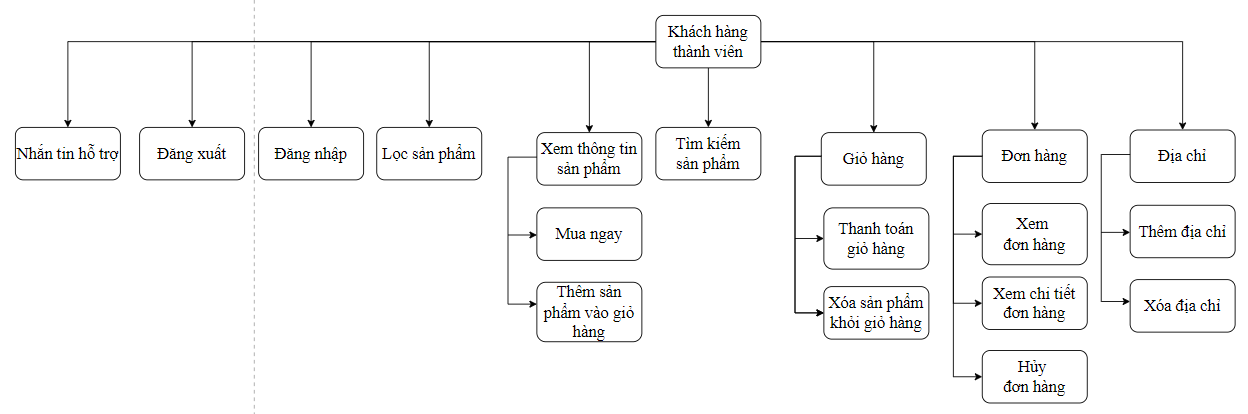 Khách hàng
thành viên
Nhắn tin hỗ trợ
Đăng xuất
Đăng nhập
Lọc sản phẩm
Xem thông tin
sản phẩm
Mua ngay
Thêm sản
phẩm vào giỏ
hàng
Tìm kiếm
sản phẩm
Giỏ hàng
Thanh toán
giỏ hàng
Xóa sản phẩm
khỏi giỏ hàng
Đơn hàng
Xem
đơn hàng
Xem chi tiết
đơn hàng
Hủy
đơn hàng
Địa chỉ
Thêm địa chỉ
Xóa địa chỉ